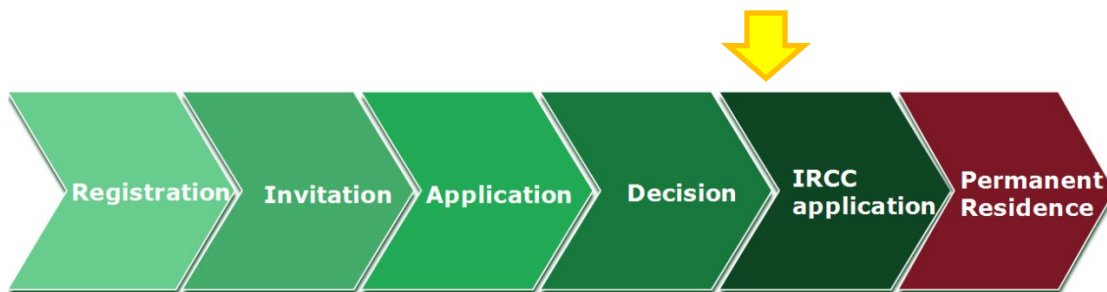 Registration
Invitation
Application
Decision
IRCC
application
Permanent
Residence